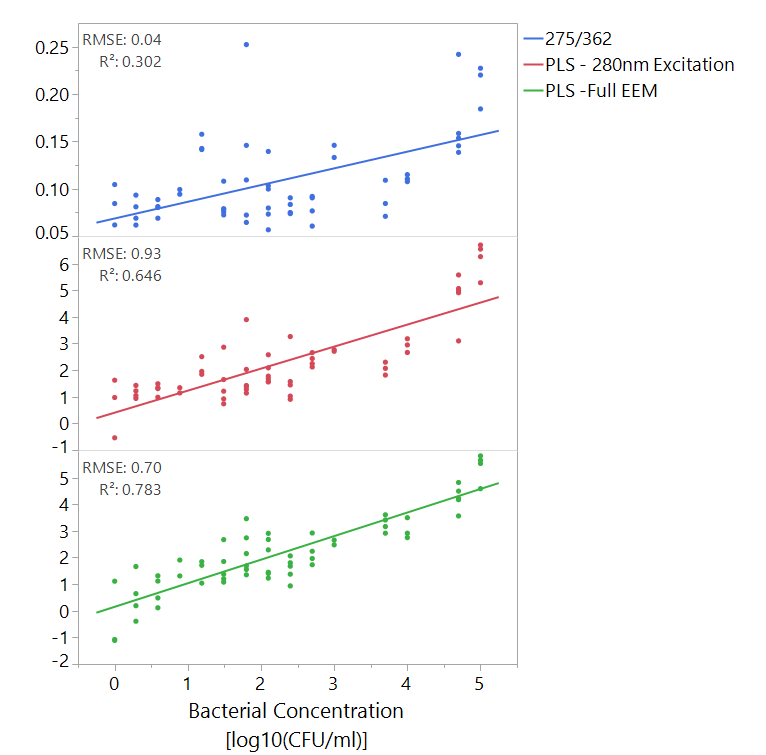 RMSE: 0.04
R²: 0.302
0.25
0.20
0.15
0.10
0.05
275/362
PLS - 280nm Excitation
PLS -Full EEM
RMSE: 0.93
R²: 0.646
6
5
4
3
2
1
0
-1
RMSE: 0.70
R²: 0.783
5
4
3
2
1
0
-1
-2
0 1 2 3 4 5
Bacterial Concentration
[log10(CFU/ml)]